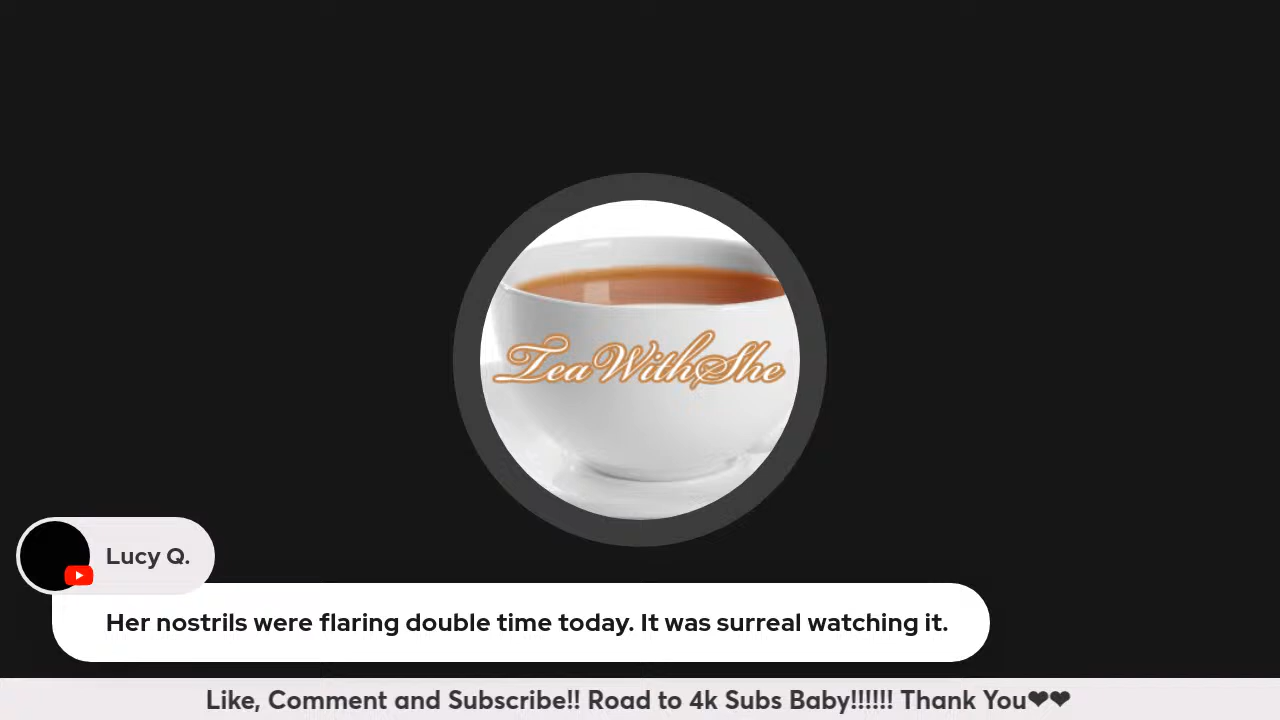 TeaWithShe
Lucy Q.
Her nostrils were flaring double time today. It was surreal watching it.
Like, Comment and Subscribe!! Road to 4k Subs Baby!!!!!! Thank You❤❤